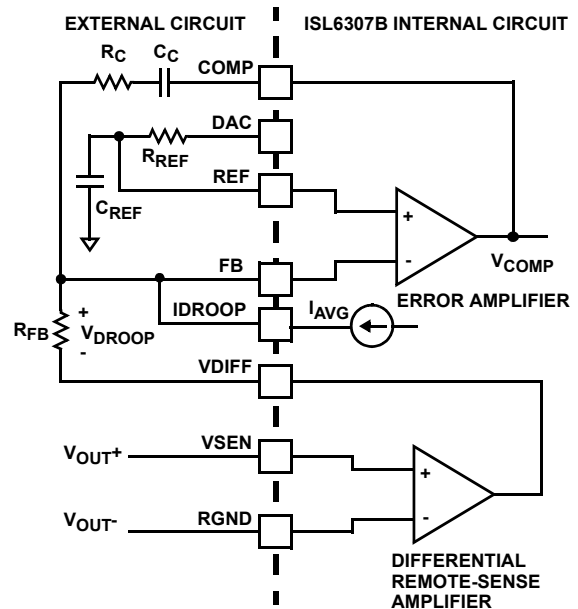 EXTERNAL CIRCUIT
ISL6307B INTERNAL CIRCUIT
RC
CC
COMP
DAC
RREF
REF
CREF
+
-
VCOMP
FB
ERROR AMPLIFIER
IDROOP
IAVG
RFB
+
VDROOP
-
VDIFF
VOUT+
VSEN
+
-
VOUT-
RGND
DIFFERENTIAL
REMOTE-SENSE
AMPLIFIER